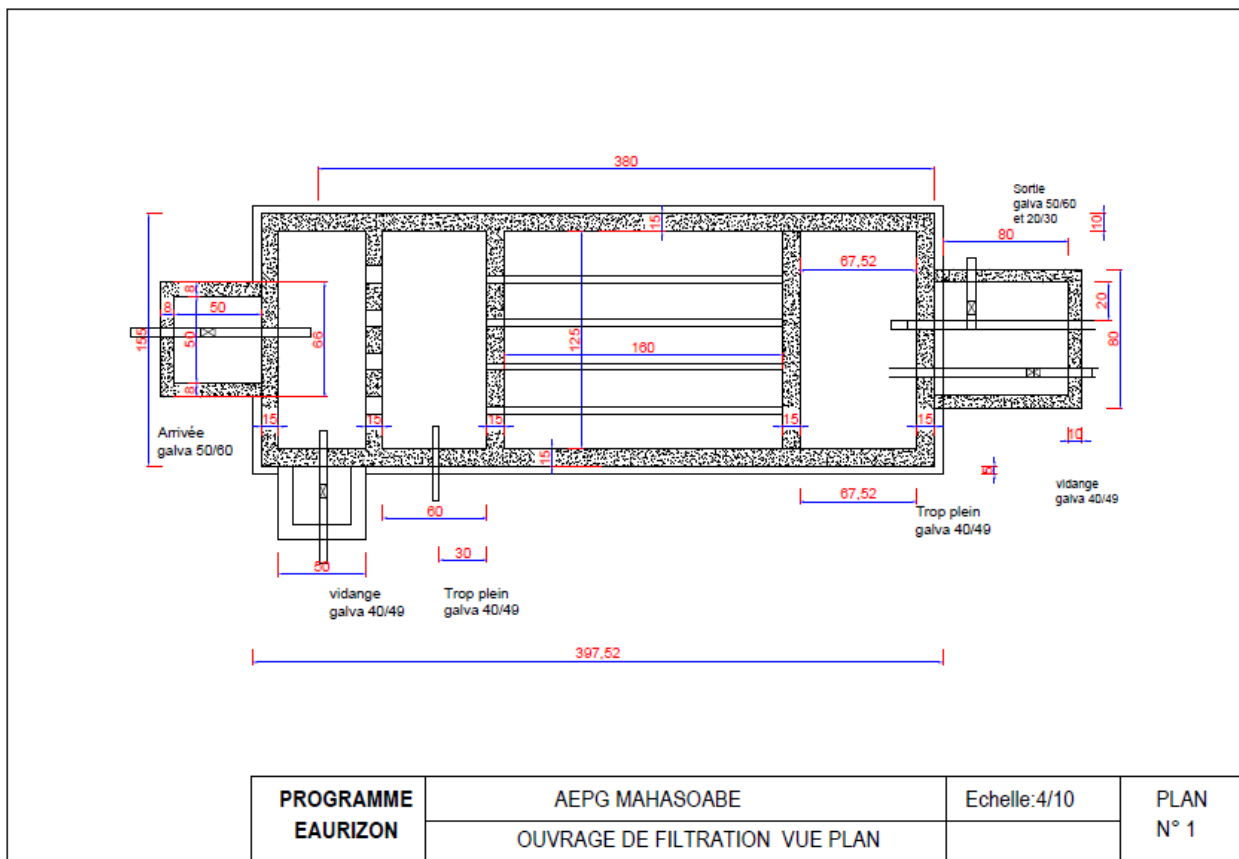 380
Sortie
galva 50/60
et 20/30
15
10
80
67,52
8
8
50
20
155
50
66
125
160
80
8
15
15
15
15
15
10
Arrivée
galva 50/60
15
5
vidange
galva 40/49
67,52
60
Trop plein
galva 40/49
30
50
vidange
galva 40/49
Trop plein
galva 40/49
397,52
PROGRAMME
EAURIZON
AEPG MAHASOABE
Echelle:4/10
PLAN
N° 1
OUVRAGE DE FILTRATION VUE PLAN